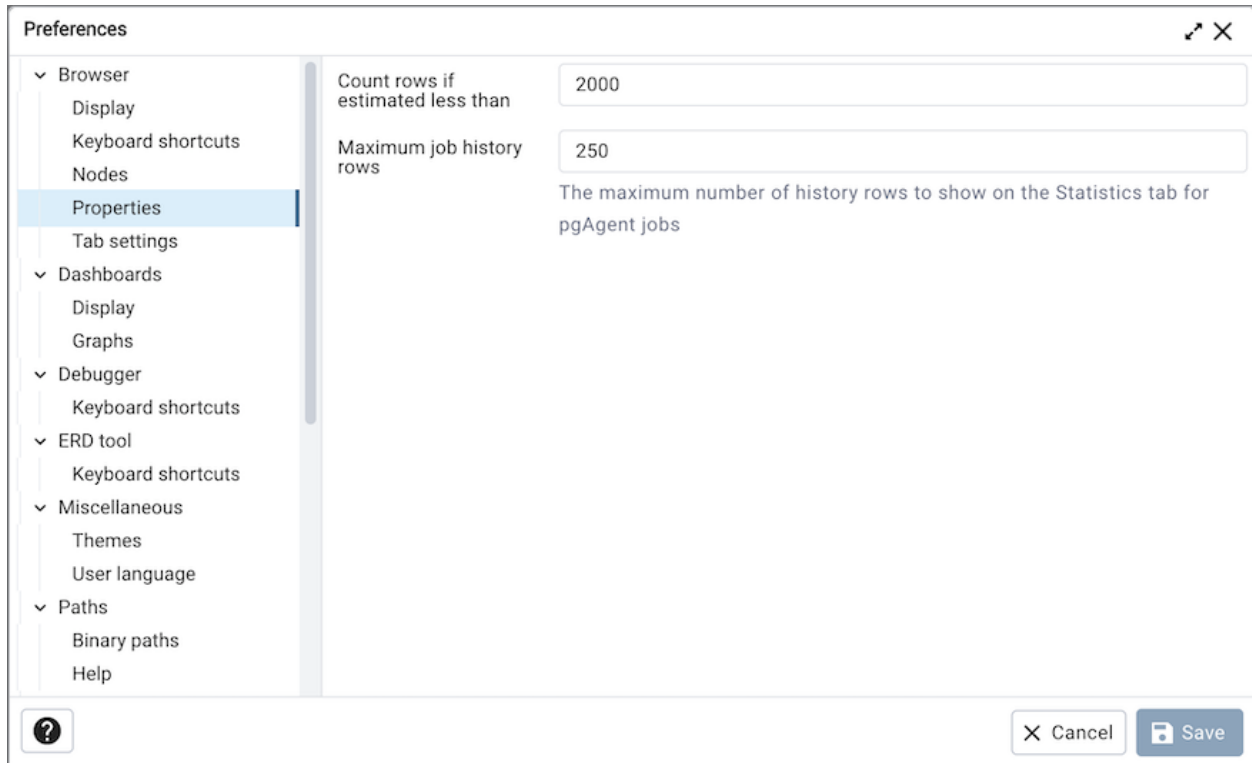 Preferences
Browser
Display
Keyboard shortcuts
Nodes
Properties
Tab settings
Dashboards
Display
Graphs
Debugger
Keyboard shortcuts
ERD tool
Keyboard shortcuts
Miscellaneous
Themes
User language
Paths
Binary paths
Help
Count rows if
estimated less than
2000
Maximum job history
rows
250
The maximum number of history rows to show on the Statistics tab for
pgAgent jobs
?
Cancel
Save